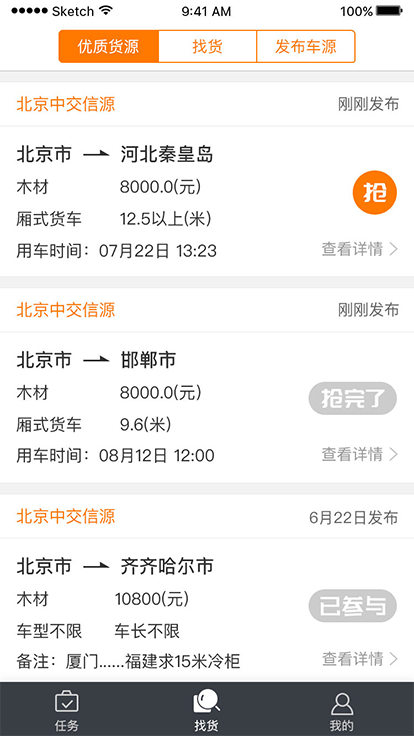 Sketch 9:41 AM 100%
优质货源 找货 发布车源
北京中交信源 刚刚发布
北京市 河北秦皇岛
木材 8000.0(元)
抢
厢式货车 12.5以上(米)
用车时间：07月22日 13:23 查看详情
北京中交信源 刚刚发布
北京市 邯郸市
木材 8000.0(元)
抢完了
厢式货车 9.6(米)
用车时间：08月12日 12:00 查看详情
北京中交信源 6月22日发布
北京市 齐齐哈尔市
木材 10800(元)
已参与
车型不限 车长不限
备注：厦门......福建求15米冷柜 查看详情
任务 找货 我的